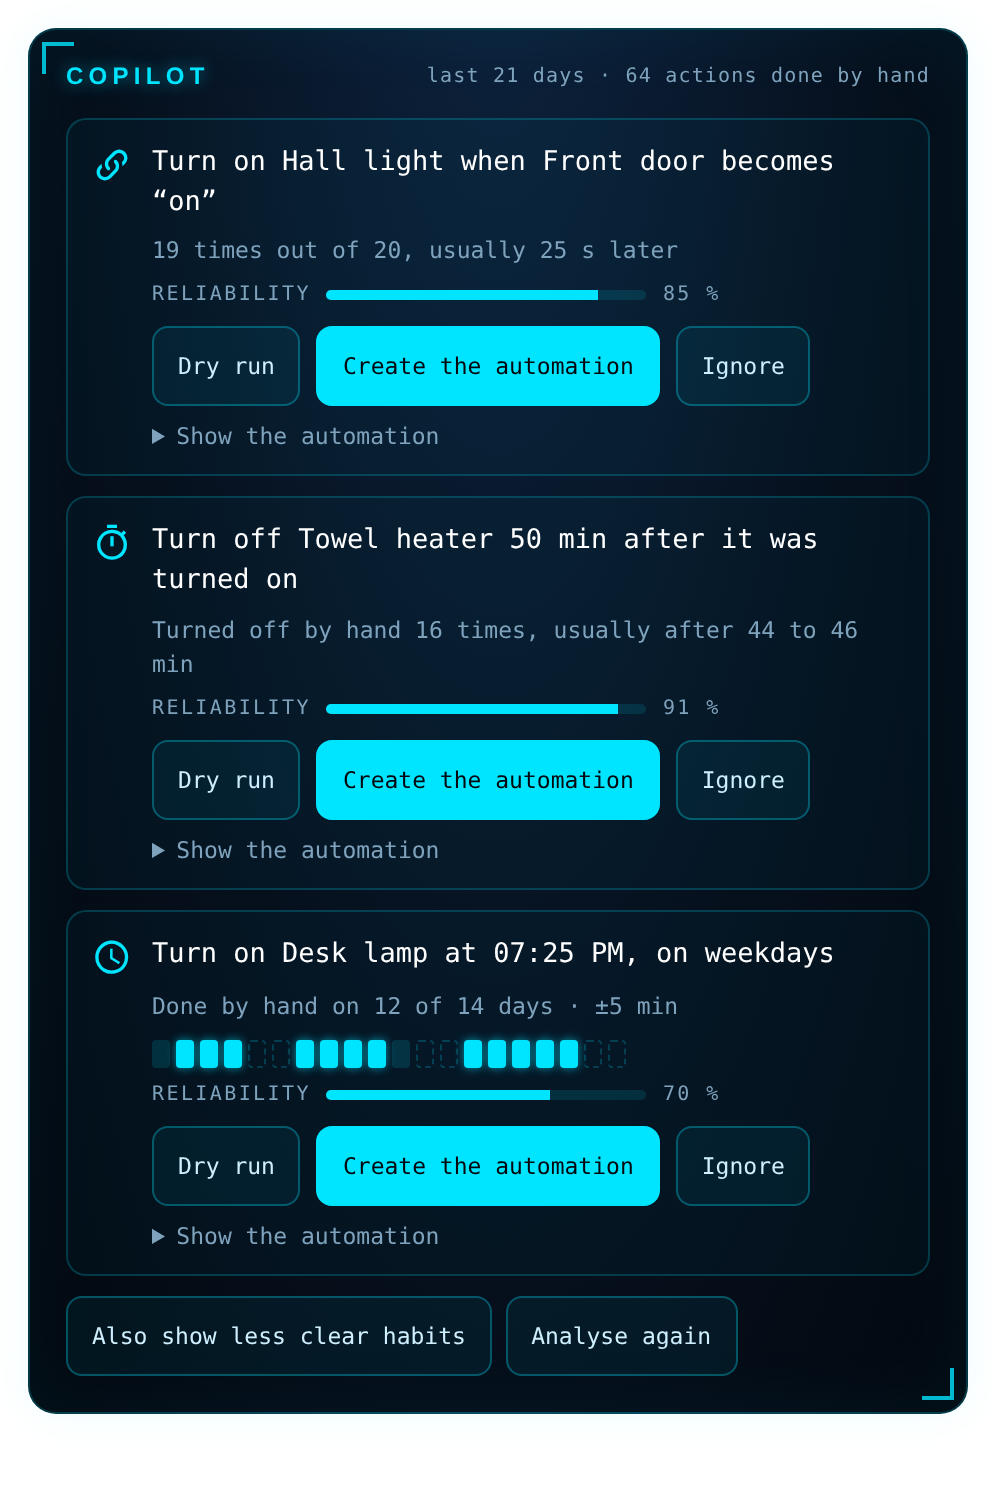 COPILOT
last 21 days · 64 actions done by hand
Turn on Hall light when Front door becomes
“on”
19 times out of 20, usually 25 s later
RELIABILITY 85 %
Dry run
Create the automation
Ignore
▶ Show the automation
Turn off Towel heater 50 min after it was
turned on
Turned off by hand 16 times, usually after 44 to 46
min
RELIABILITY 91 %
Dry run
Create the automation
Ignore
▶ Show the automation
Turn on Desk lamp at 07:25 PM, on weekdays
Done by hand on 12 of 14 days · ±5 min
RELIABILITY 70 %
Dry run
Create the automation
Ignore
▶ Show the automation
Also show less clear habits
Analyse again